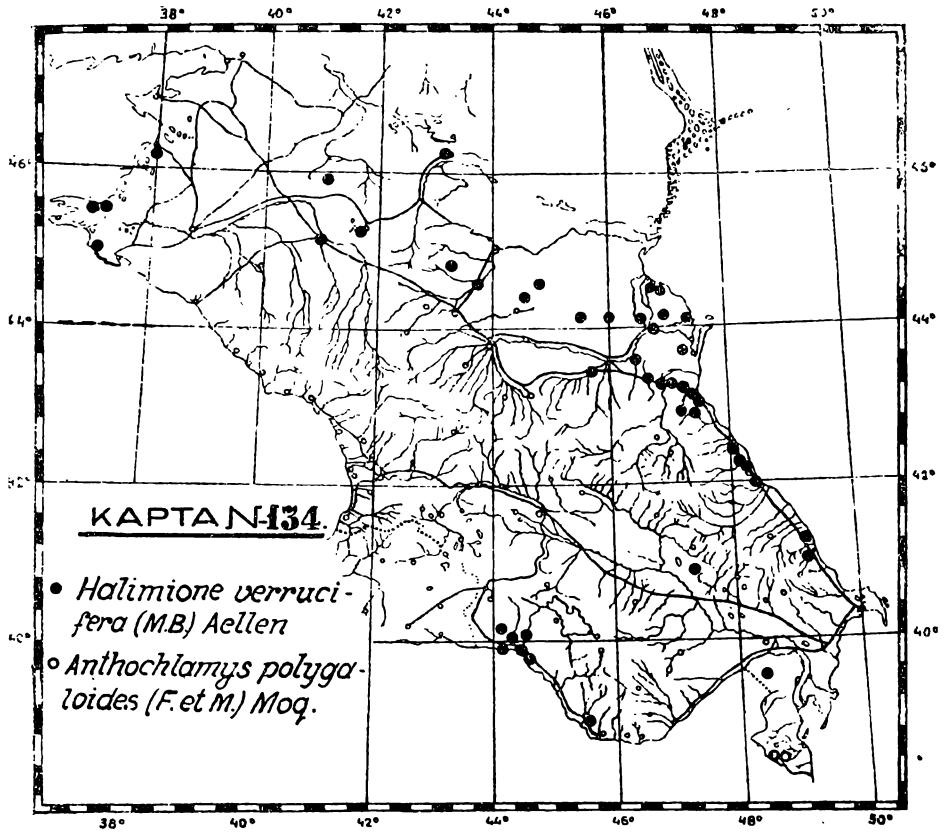 38° 40° 42° 44° 46° 48° 50°
46° 45°
44° 44°
42° 42°
КАРТА N-134.
Halimione verruci-
fera (M.B.) Aellen
40° 40°
Anthochlamys polyga-
loides (F. et M.) Moq.
38° 40° 42° 44° 46° 48° 50°